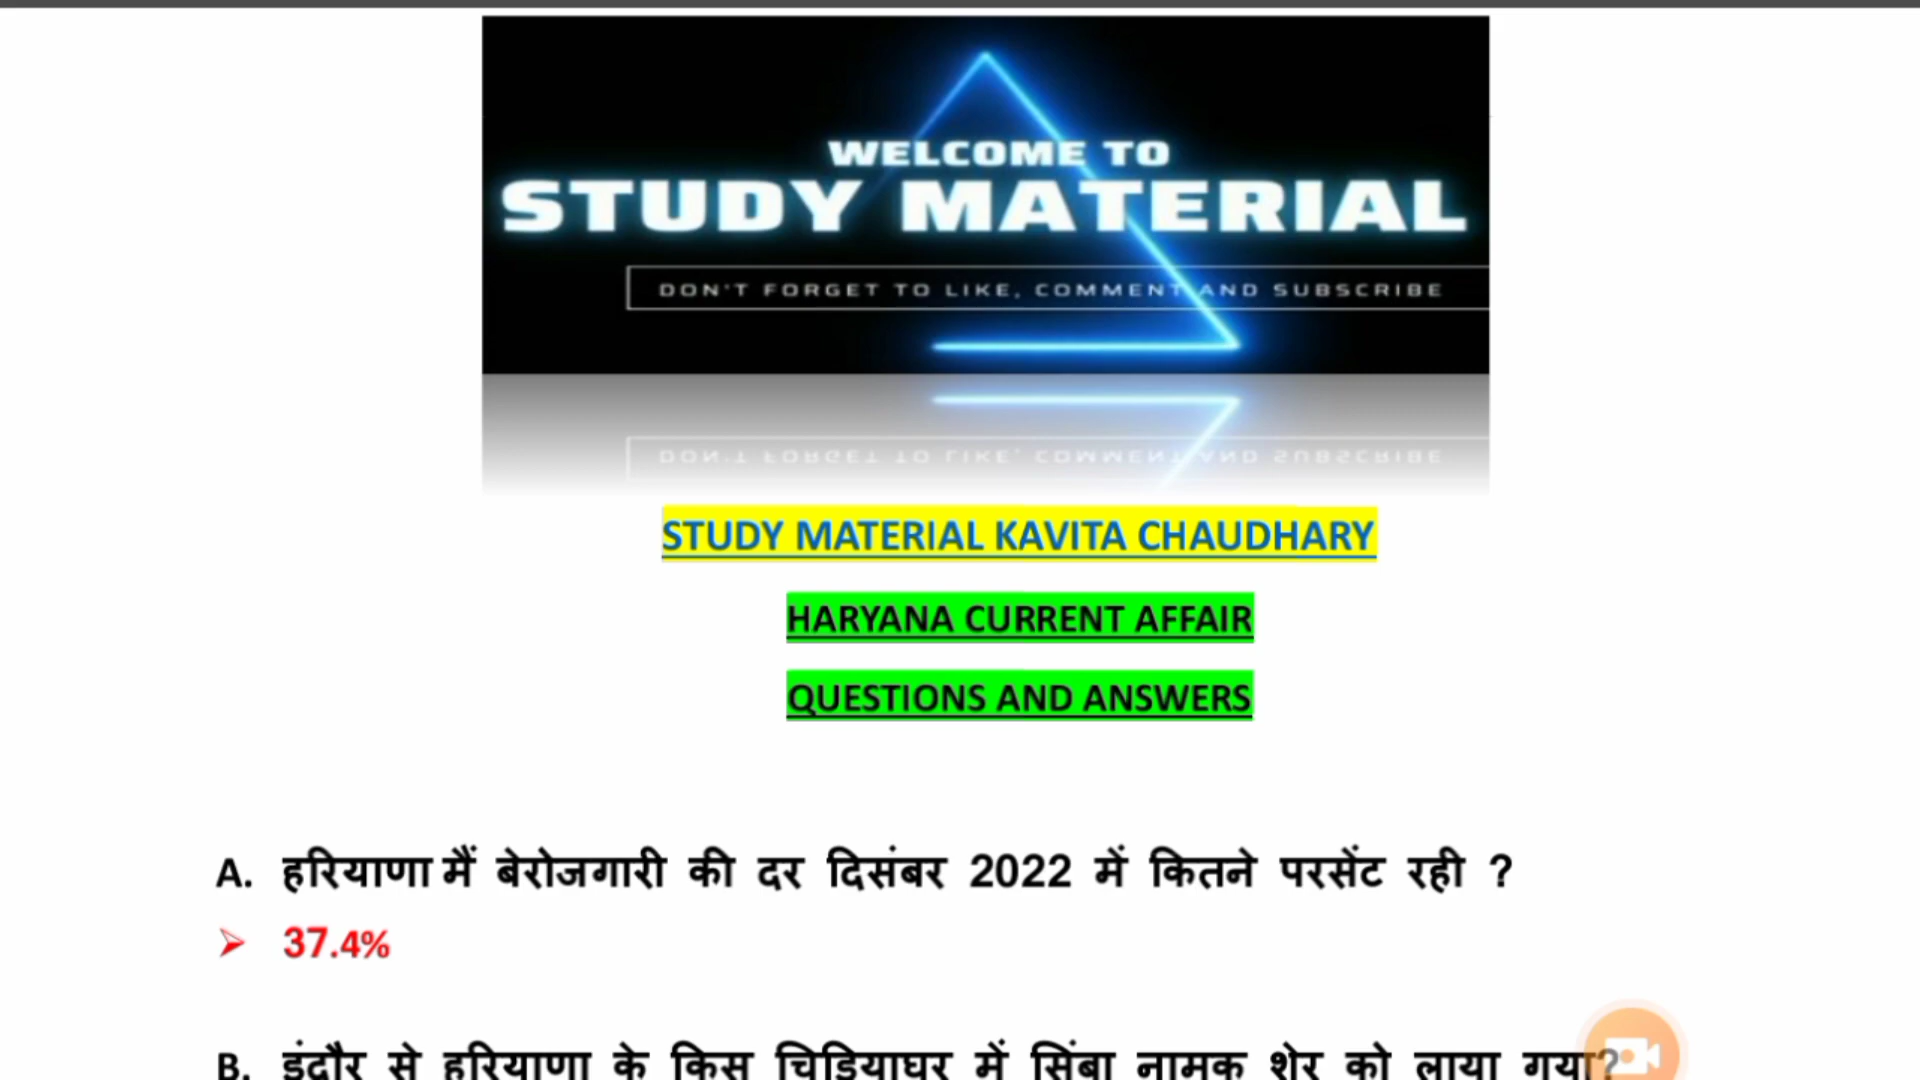 WELCOME TO
STUDY MATERIAL
DON'T FORGET TO LIKE, COMMENT AND SUBSCRIBE
STUDY MATERIAL KAVITA CHAUDHARY
HARYANA CURRENT AFFAIR
QUESTIONS AND ANSWERS
A. हरियाणा मैं बेरोजगारी की दर दिसंबर 2022 में कितने परसेंट रही ?
➢ 37.4%
B. इंदौर से हरियाणा के किस चिड़ियाघर में सिंबा नामक शेर को लाया गया?